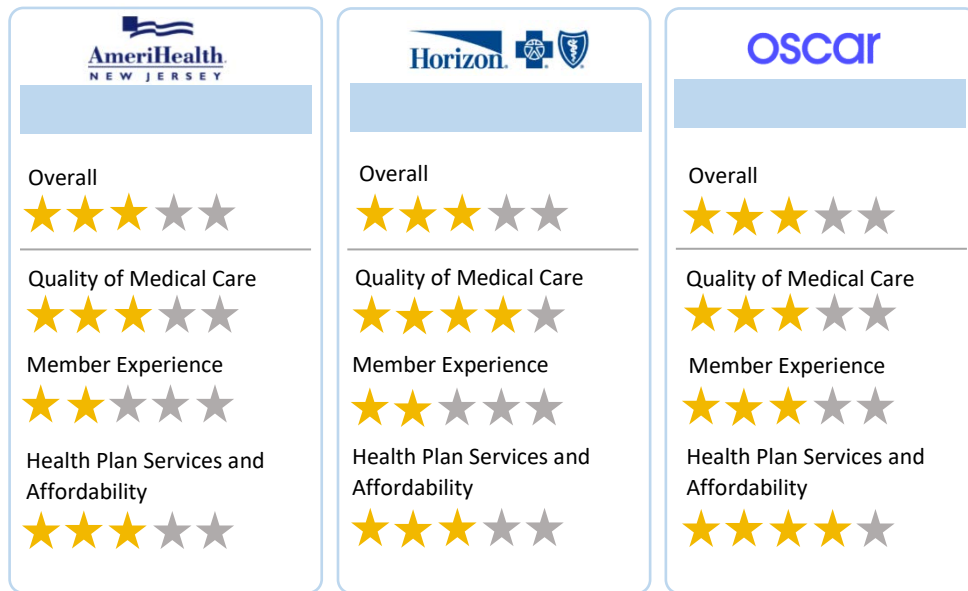 AmeriHealth.
NEW JERSEY
Overall
Quality of Medical Care
Member Experience
Health Plan Services and
Affordability
Horizon.
Overall
Quality of Medical Care
Member Experience
Health Plan Services and
Affordability
oscar
Overall
Quality of Medical Care
Member Experience
Health Plan Services and
Affordability